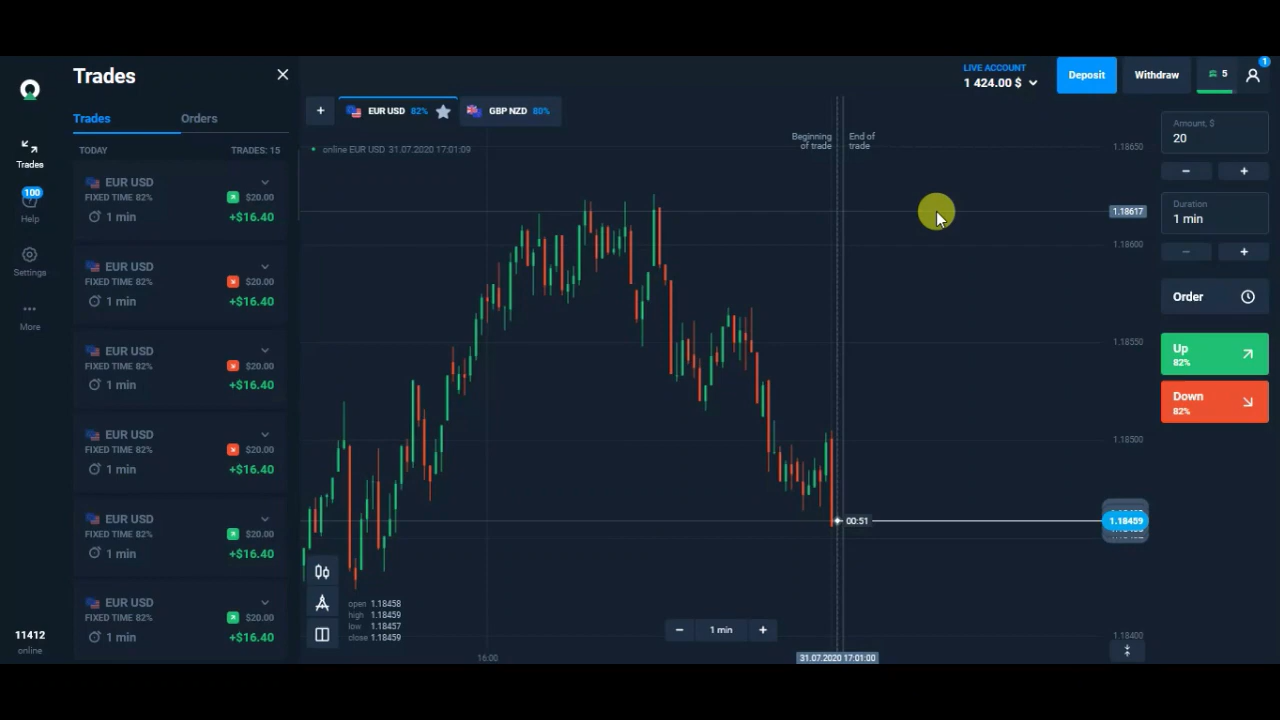 Trades
Trades Orders
TODAY TRADES: 15
EUR USD
FIXED TIME 82% $20.00
1 min +$16.40
EUR USD
FIXED TIME 82% $20.00
1 min +$16.40
EUR USD
FIXED TIME 82% $20.00
1 min +$16.40
EUR USD
FIXED TIME 82% $20.00
1 min +$16.40
EUR USD
FIXED TIME 82% $20.00
1 min +$16.40
EUR USD
FIXED TIME 82% $20.00
1 min +$16.40
Trades
100
Help
Settings
More
11412
online
LIVE ACCOUNT
1 424.00 $
Deposit
Withdraw
5
1
+ EUR USD 82% GBP NZD 80%
online EUR USD 31.07.2020 17:01:09
Beginning
of trade
End of
trade
1.18650
1.18617
1.18600
1.18550
1.18500
1.18459
1.18400
00:51
open 1.18458
high 1.18459
low 1.18457
close 1.18459
− 1 min +
16:00
31.07.2020 17:01:00
Amount, $
20
− +
Duration
1 min
− +
Order
Up
82%
Down
82%